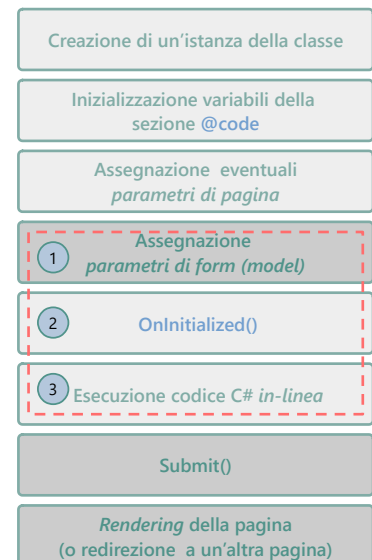 Creazione di un'istanza della classe
Inizializzazione variabili della
sezione @code
Assegnazione eventuali
parametri di pagina
Assegnazione
1 parametri di form (model)
2 OnInitialized()
3 Esecuzione codice C# in-linea
Submit()
Rendering della pagina
(o redirezione a un'altra pagina)